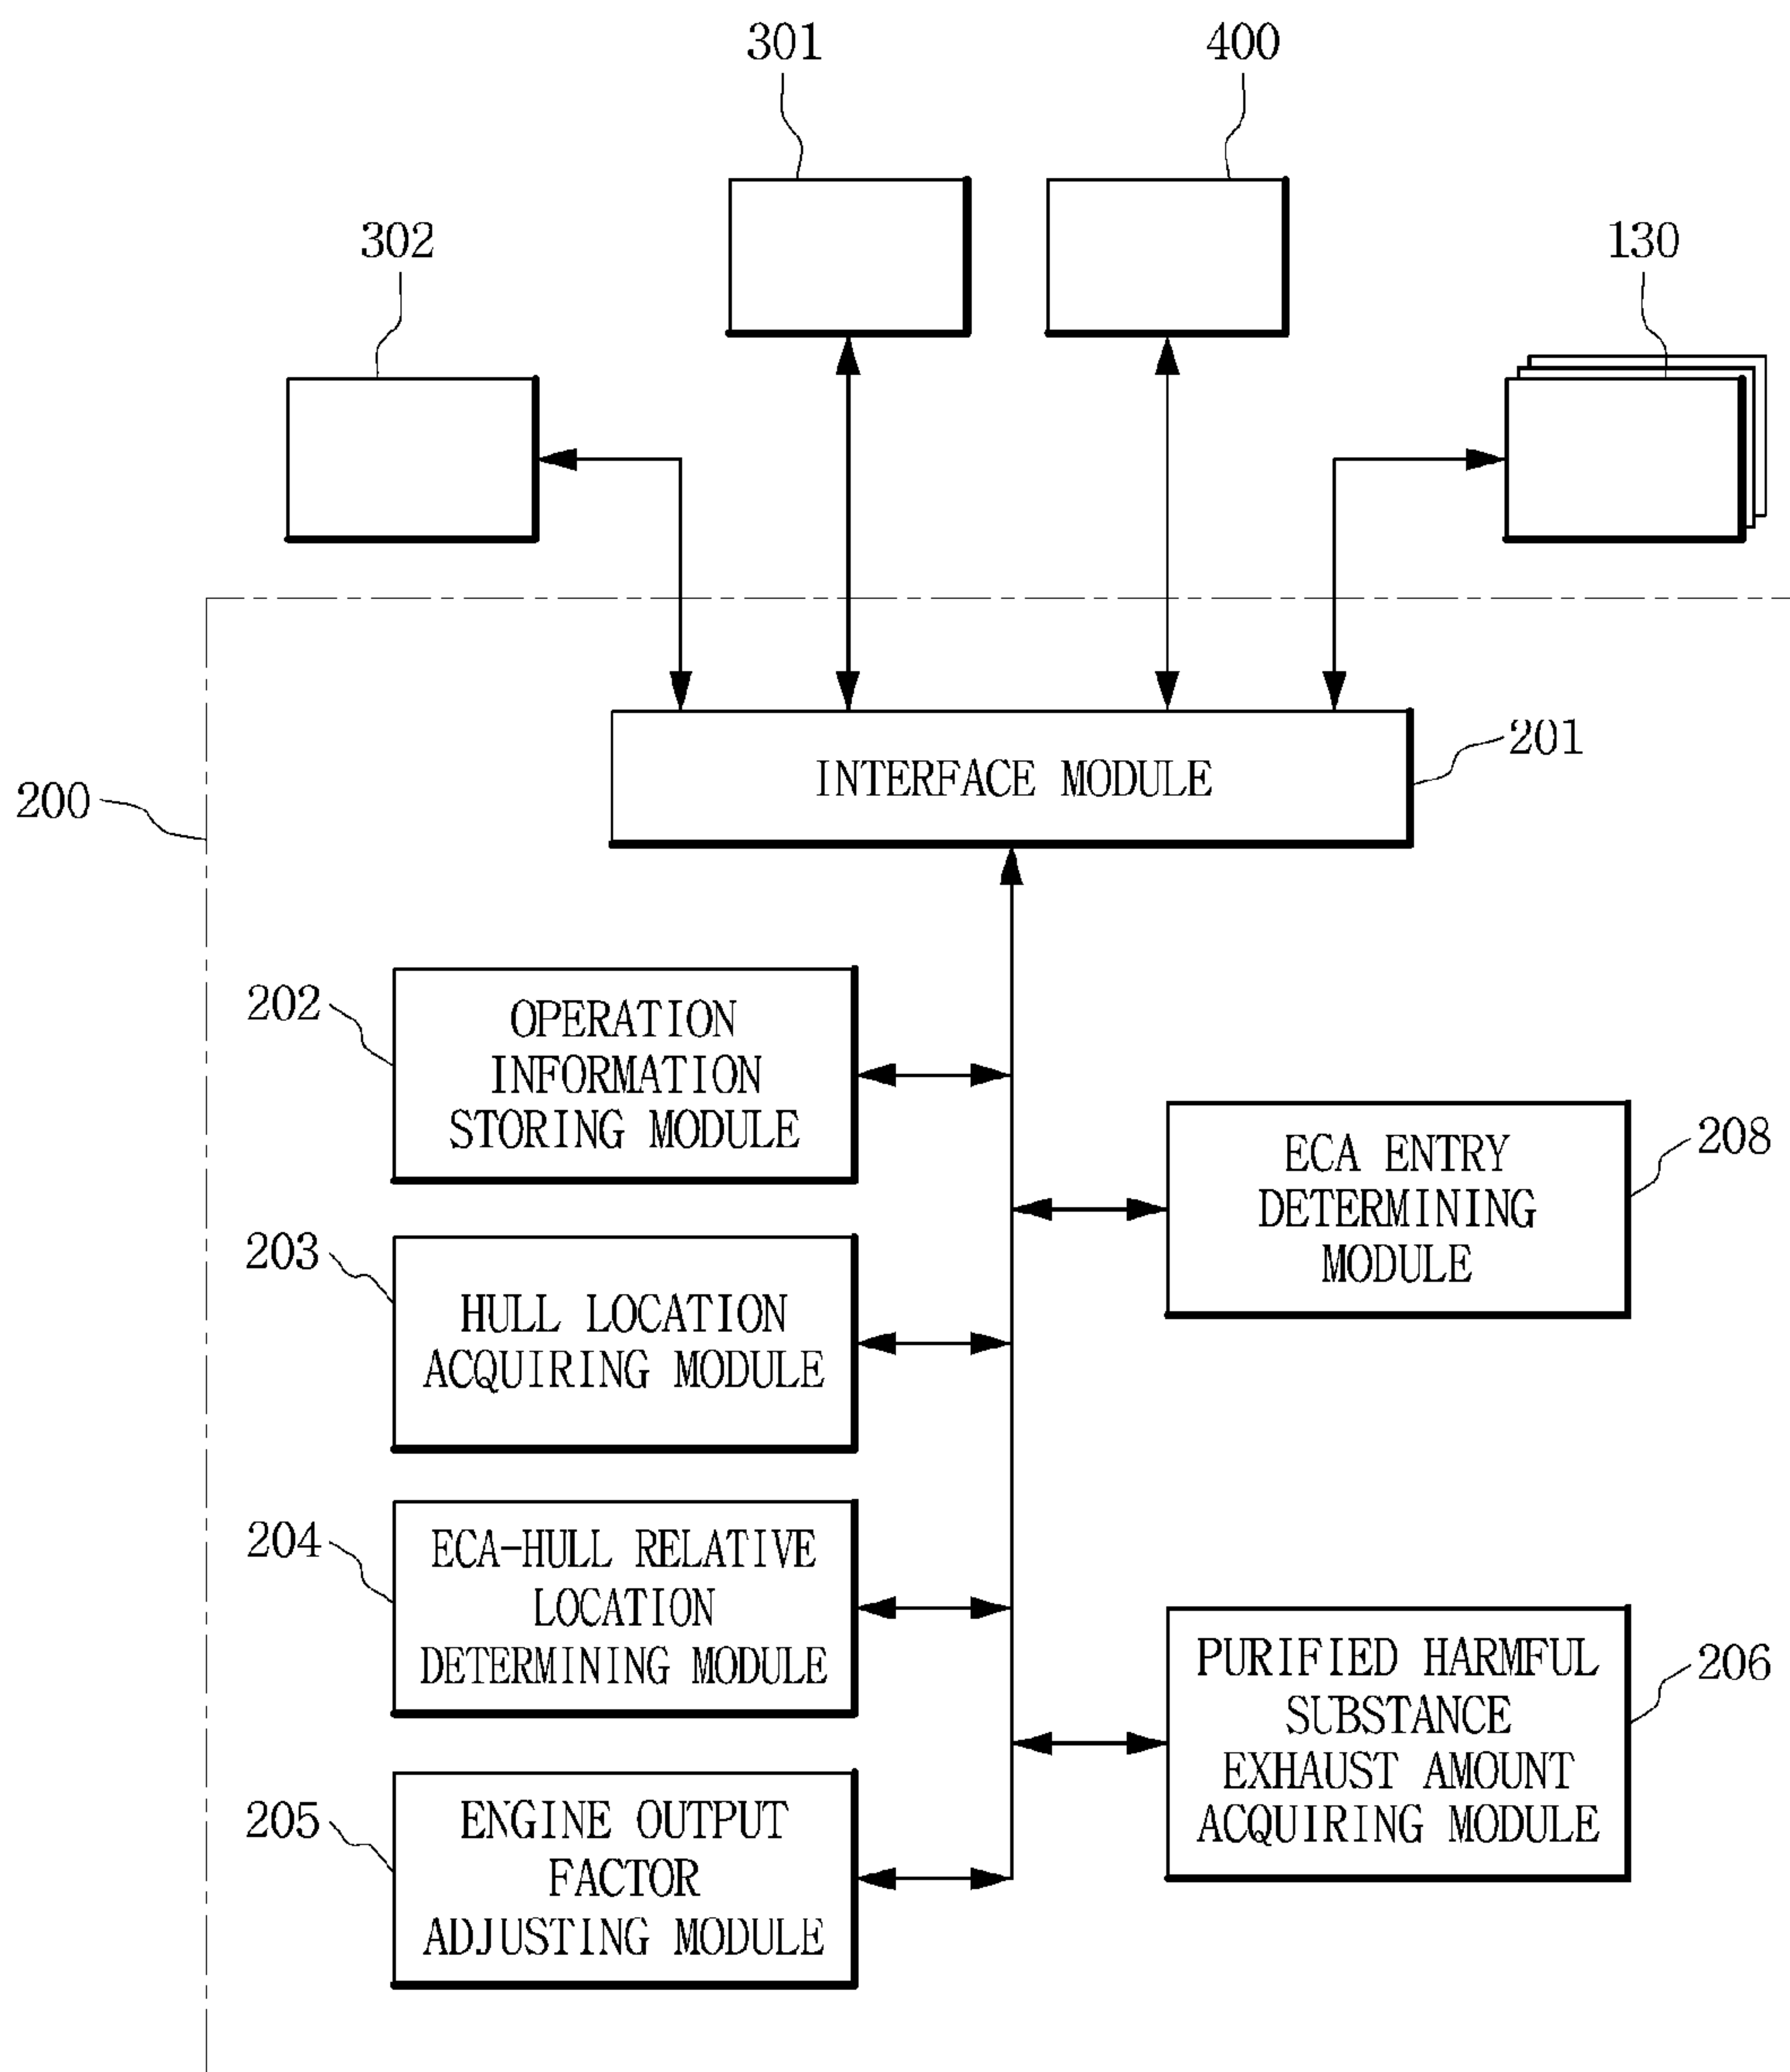 301
400
302
130
201
INTERFACE MODULE
200
202
OPERATION
INFORMATION
STORING MODULE
208
ECA ENTRY
DETERMINING
MODULE
203
HULL LOCATION
ACQUIRING MODULE
204
ECA-HULL RELATIVE
LOCATION
DETERMINING MODULE
206
PURIFIED HARMFUL
SUBSTANCE
EXHAUST AMOUNT
ACQUIRING MODULE
205
ENGINE OUTPUT
FACTOR
ADJUSTING MODULE